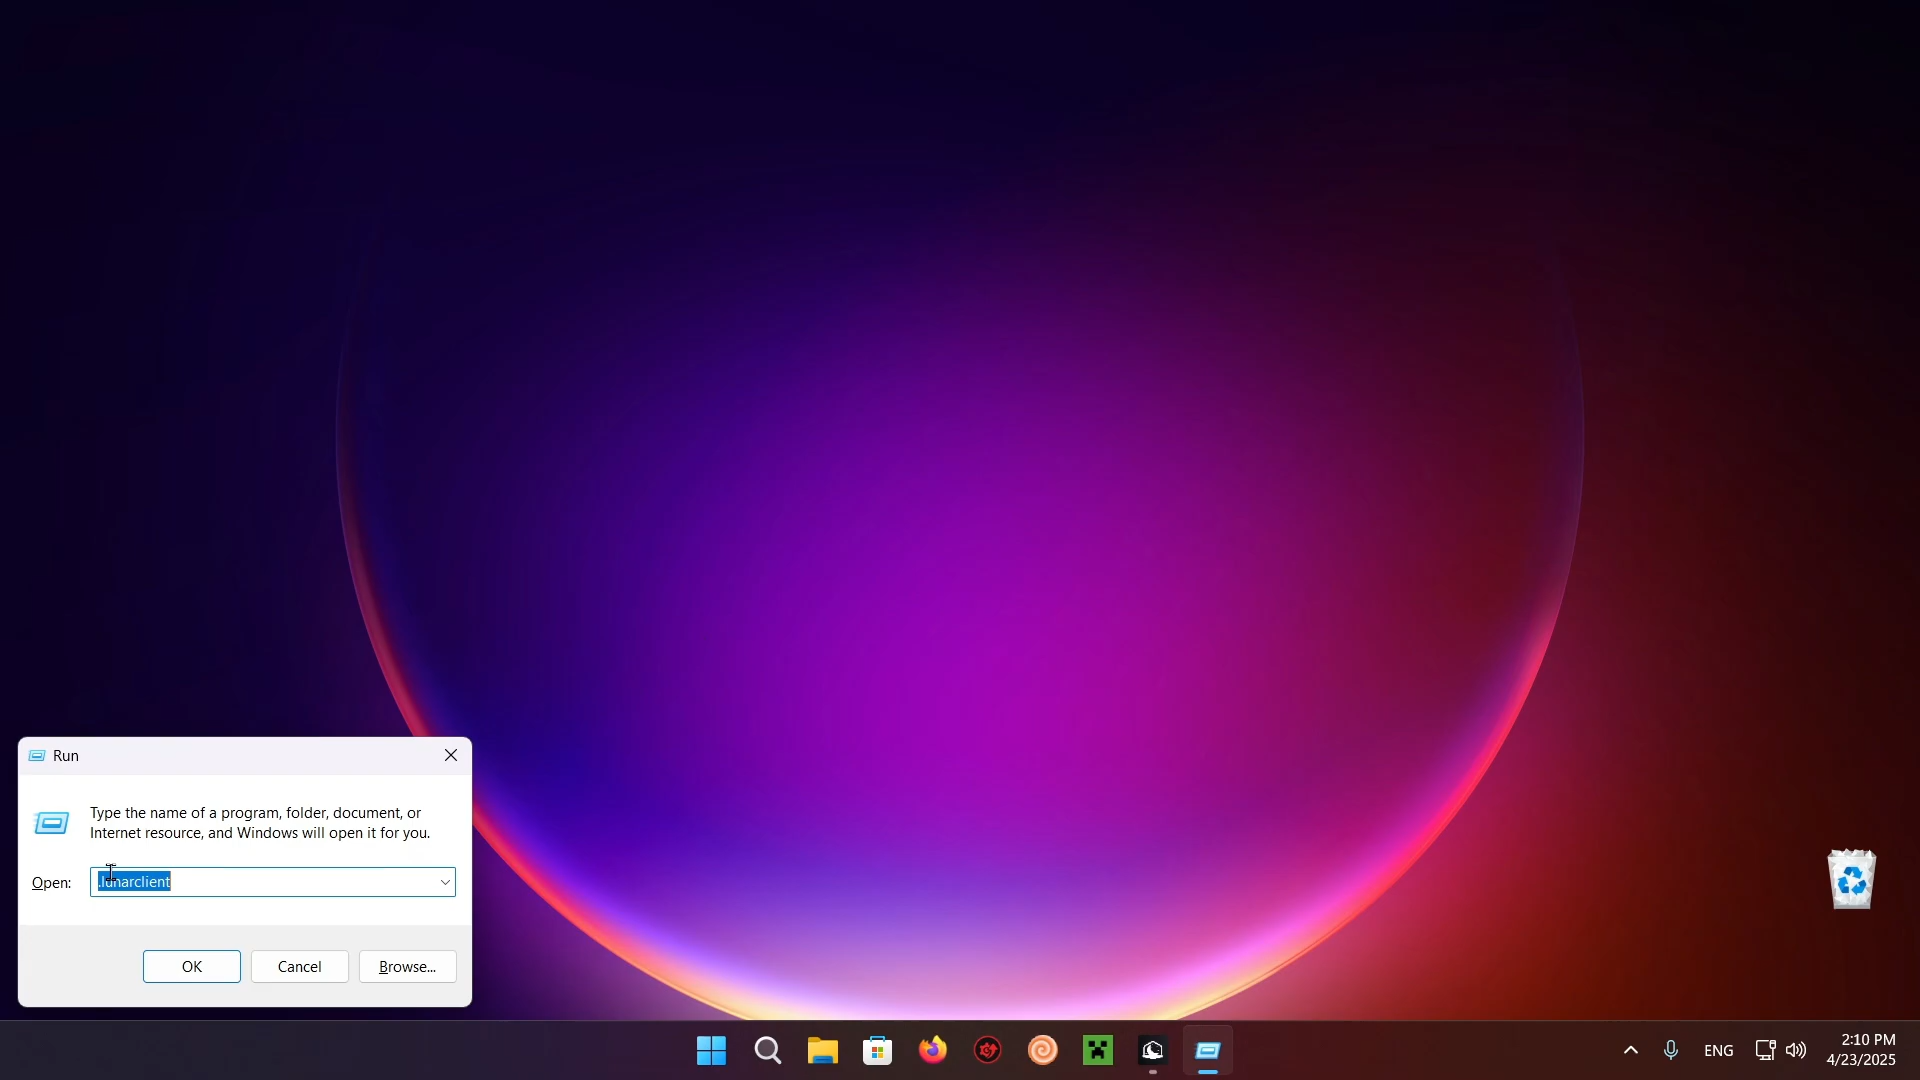 Run
Type the name of a program, folder, document, or
Internet resource, and Windows will open it for you.
Open:
.lunarclient
OK
Cancel
Browse...
ENG
2:10 PM
4/23/2025